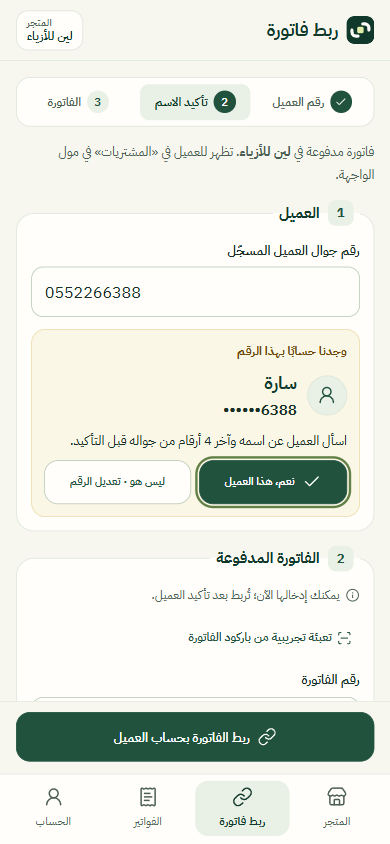 ربط فاتورة
المتجر
لين للأزياء
رقم العميل
2 تأكيد الاسم
3 الفاتورة
فاتورة مدفوعة في لين للأزياء. تظهر للعميل في «المشتريات» في مول
الواجهة.
1 العميل
رقم جوال العميل المسجّل
0552266388
وجدنا حسابًا بهذا الرقم
سارة
••••••6388
اسأل العميل عن اسمه وآخر 4 أرقام من جواله قبل التأكيد.
نعم، هذا العميل
ليس هو · تعديل الرقم
2 الفاتورة المدفوعة
يمكنك إدخالها الآن؛ تُربط بعد تأكيد العميل.
تعبئة تجريبية من باركود الفاتورة
رقم الفاتورة
ربط الفاتورة بحساب العميل
المتجر
ربط فاتورة
الفواتير
الحساب